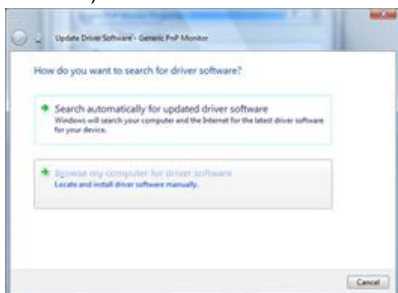 Update Driver Software - Generic PnP Monitor
How do you want to search for driver software?
Search automatically for updated driver software
Windows will search your computer and the Internet for the latest driver software
for your device.
Browse my computer for driver software
Locate and install driver software manually.
Cancel